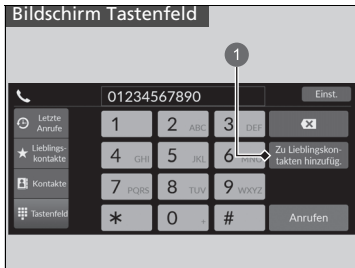 Bildschirm Tastenfeld
1
01234567890
Einst.
Letzte
Anrufe
1
2 ABC
3 DEF
Lieblings-
kontakte
4 GHI
5 JKL
6 MNO
Zu Lieblingskon-
takten hinzufüg.
Kontakte
7 PQRS
8 TUV
9 WXYZ
Tastenfeld
*
0 +
#
Anrufen